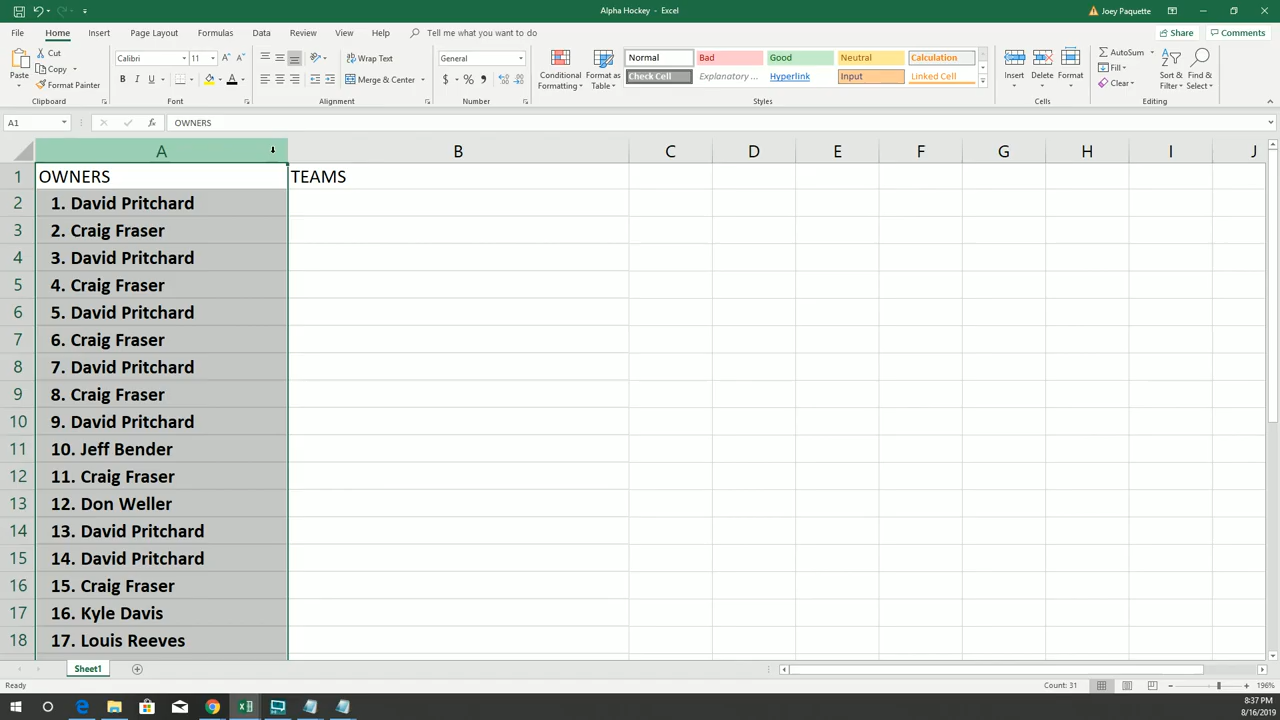 Alpha Hockey - Excel
Joey Paquette
File Home Insert Page Layout Formulas Data Review View Help Tell me what you want to do
Share Comments
Paste
Cut
Copy
Format Painter
Clipboard
Calibri 11
B I U
Font
Wrap Text
Merge & Center
Alignment
General
$ % ,
Number
Conditional Formatting
Format as Table
Normal Bad Good Neutral Calculation
Check Cell Explanatory ... Hyperlink Input Linked Cell
Styles
Insert Delete Format
Cells
AutoSum
Fill
Clear
Sort & Filter
Find & Select
Editing
A1 fx OWNERS
A B C D E F G H I J
1 OWNERS TEAMS
2 1. David Pritchard
3 2. Craig Fraser
4 3. David Pritchard
5 4. Craig Fraser
6 5. David Pritchard
7 6. Craig Fraser
8 7. David Pritchard
9 8. Craig Fraser
10 9. David Pritchard
11 10. Jeff Bender
12 11. Craig Fraser
13 12. Don Weller
14 13. David Pritchard
15 14. David Pritchard
16 15. Craig Fraser
17 16. Kyle Davis
18 17. Louis Reeves
Sheet1
Ready
Count: 31
196%
8:37 PM
8/16/2019